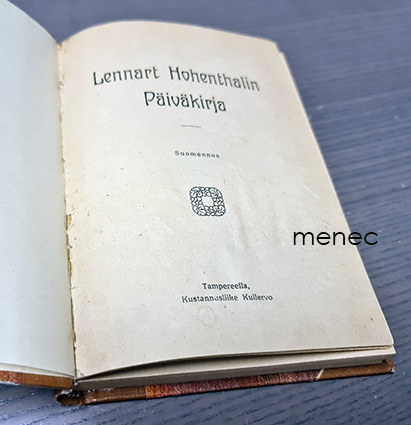 Lennart Hohenthalin
Päiväkirja
Suomennos
menec
Tampereella,
Kustannusliike Kullervo